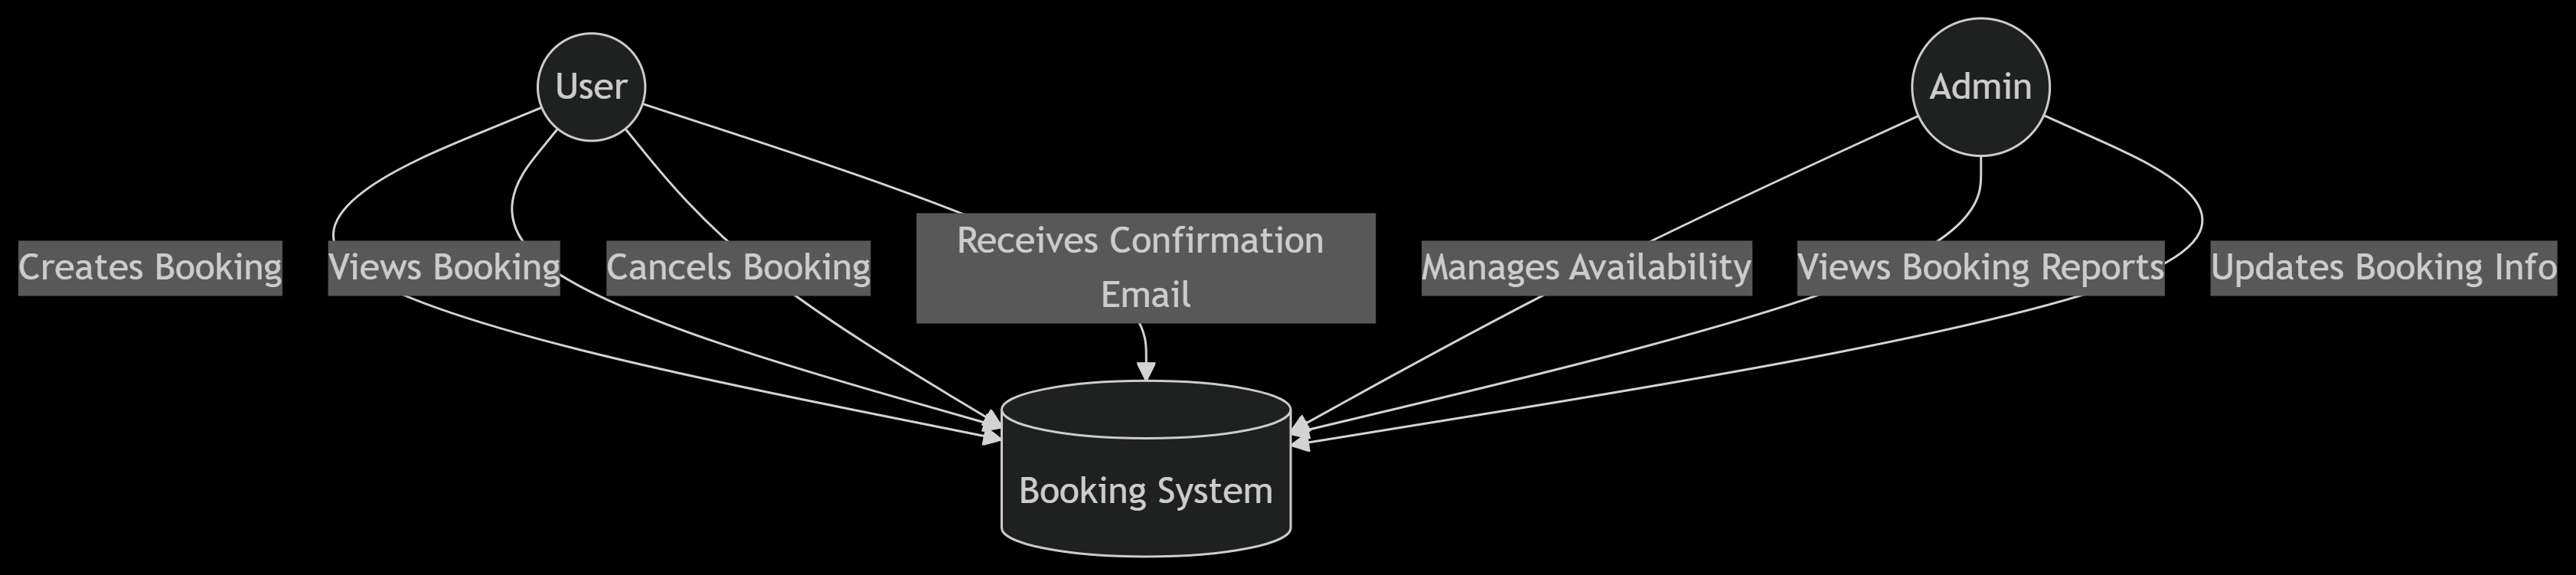 User
Admin
Creates Booking
Views Booking
Cancels Booking
Receives Confirmation
Email
Manages Availability
Views Booking Reports
Updates Booking Info
Booking System